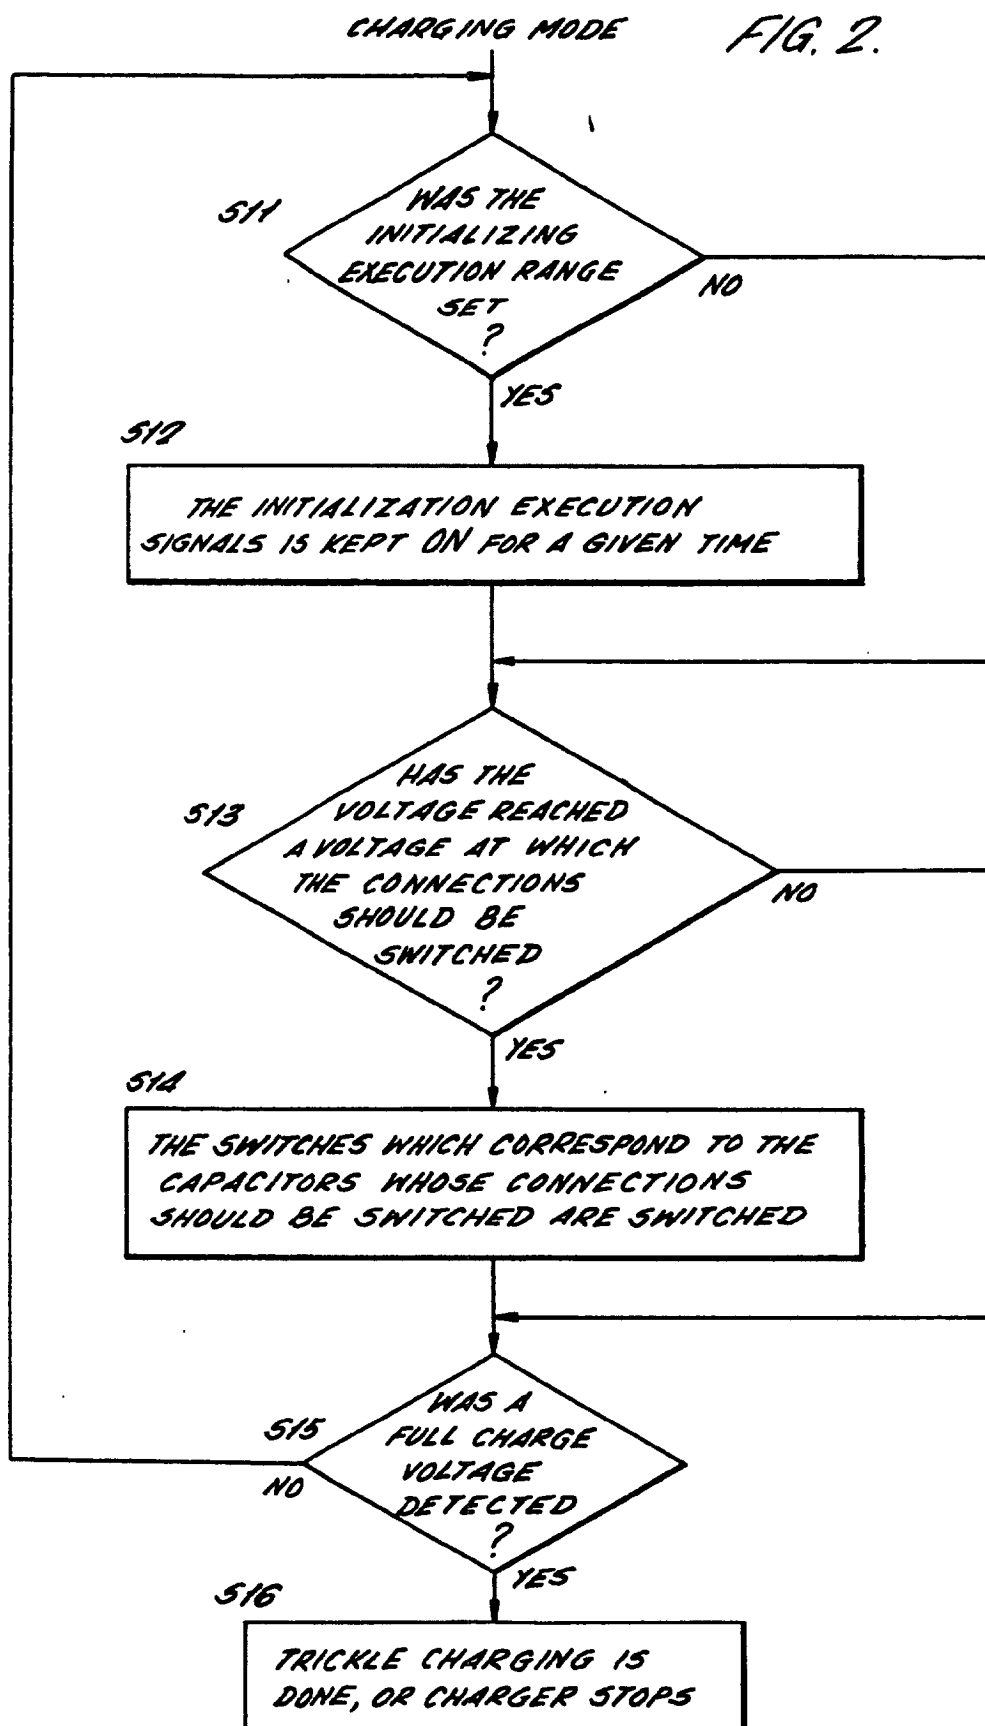 CHARGING MODE
FIG. 2.
S11
WAS THE
INITIALIZING
EXECUTION RANGE
SET
?
NO
YES
S12
THE INITIALIZATION EXECUTION
SIGNALS IS KEPT ON FOR A GIVEN TIME
S13
HAS THE
VOLTAGE REACHED
A VOLTAGE AT WHICH
THE CONNECTIONS
SHOULD BE
SWITCHED
?
NO
YES
S14
THE SWITCHES WHICH CORRESPOND TO THE
CAPACITORS WHOSE CONNECTIONS
SHOULD BE SWITCHED ARE SWITCHED
S15
WAS A
FULL CHARGE
VOLTAGE
DETECTED
?
NO
YES
S16
TRICKLE CHARGING IS
DONE, OR CHARGER STOPS